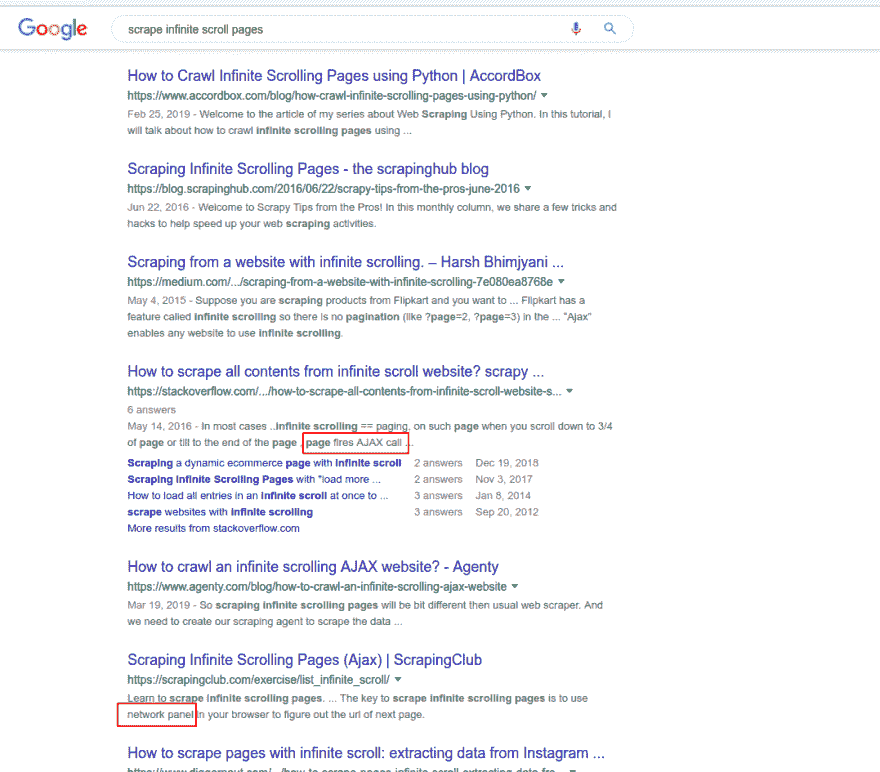 Google
scrape infinite scroll pages
How to Crawl Infinite Scrolling Pages using Python | AccordBox
https://www.accordbox.com/blog/how-crawl-infinite-scrolling-pages-using-python/
Feb 25, 2019 - Welcome to the article of my series about Web Scraping Using Python. In this tutorial, I
will talk about how to crawl infinite scrolling pages using ...
Scraping Infinite Scrolling Pages - the scrapinghub blog
https://blog.scrapinghub.com/2016/06/22/scrapy-tips-from-the-pros-june-2016
Jun 22, 2016 - Welcome to Scrapy Tips from the Pros! In this monthly column, we share a few tricks and
hacks to help speed up your web scraping activities.
Scraping from a website with infinite scrolling. – Harsh Bhimjyani ...
https://medium.com/.../scraping-from-a-website-with-infinite-scrolling-7e080ea8768e
May 4, 2015 - Suppose you are scraping products from Flipkart and you want to ... Flipkart has a
feature called infinite scrolling so there is no pagination (like ?page=2, ?page=3) in the ... "Ajax"
enables any website to use infinite scrolling.
How to scrape all contents from infinite scroll website? scrapy ...
https://stackoverflow.com/.../how-to-scrape-all-contents-from-infinite-scroll-website-s...
6 answers
May 14, 2016 - In most cases ..infinite scrolling == paging, on such page when you scroll down to 3/4
of page or till to the end of the page , page fires AJAX call ...
Scraping a dynamic ecommerce page with infinite scroll 2 answers Dec 19, 2018
Scraping Infinite Scrolling Pages with "load more ... 2 answers Nov 3, 2017
How to load all entries in an infinite scroll at once to ... 3 answers Jan 8, 2014
scrape websites with infinite scrolling 3 answers Sep 20, 2012
More results from stackoverflow.com
How to crawl an infinite scrolling AJAX website? - Agenty
https://www.agenty.com/blog/how-to-crawl-an-infinite-scrolling-ajax-website
Mar 19, 2019 - So scraping infinite scrolling pages will be bit different then usual web scraper. And
we need to create our scraping agent to scrape the data ...
Scraping Infinite Scrolling Pages (Ajax) | ScrapingClub
https://scrapingclub.com/exercise/list_infinite_scroll/
Learn to scrape infinite scrolling pages. ... The key to scrape infinite scrolling pages is to use
network panel in your browser to figure out the url of next page.
How to scrape pages with infinite scroll: extracting data from Instagram ...